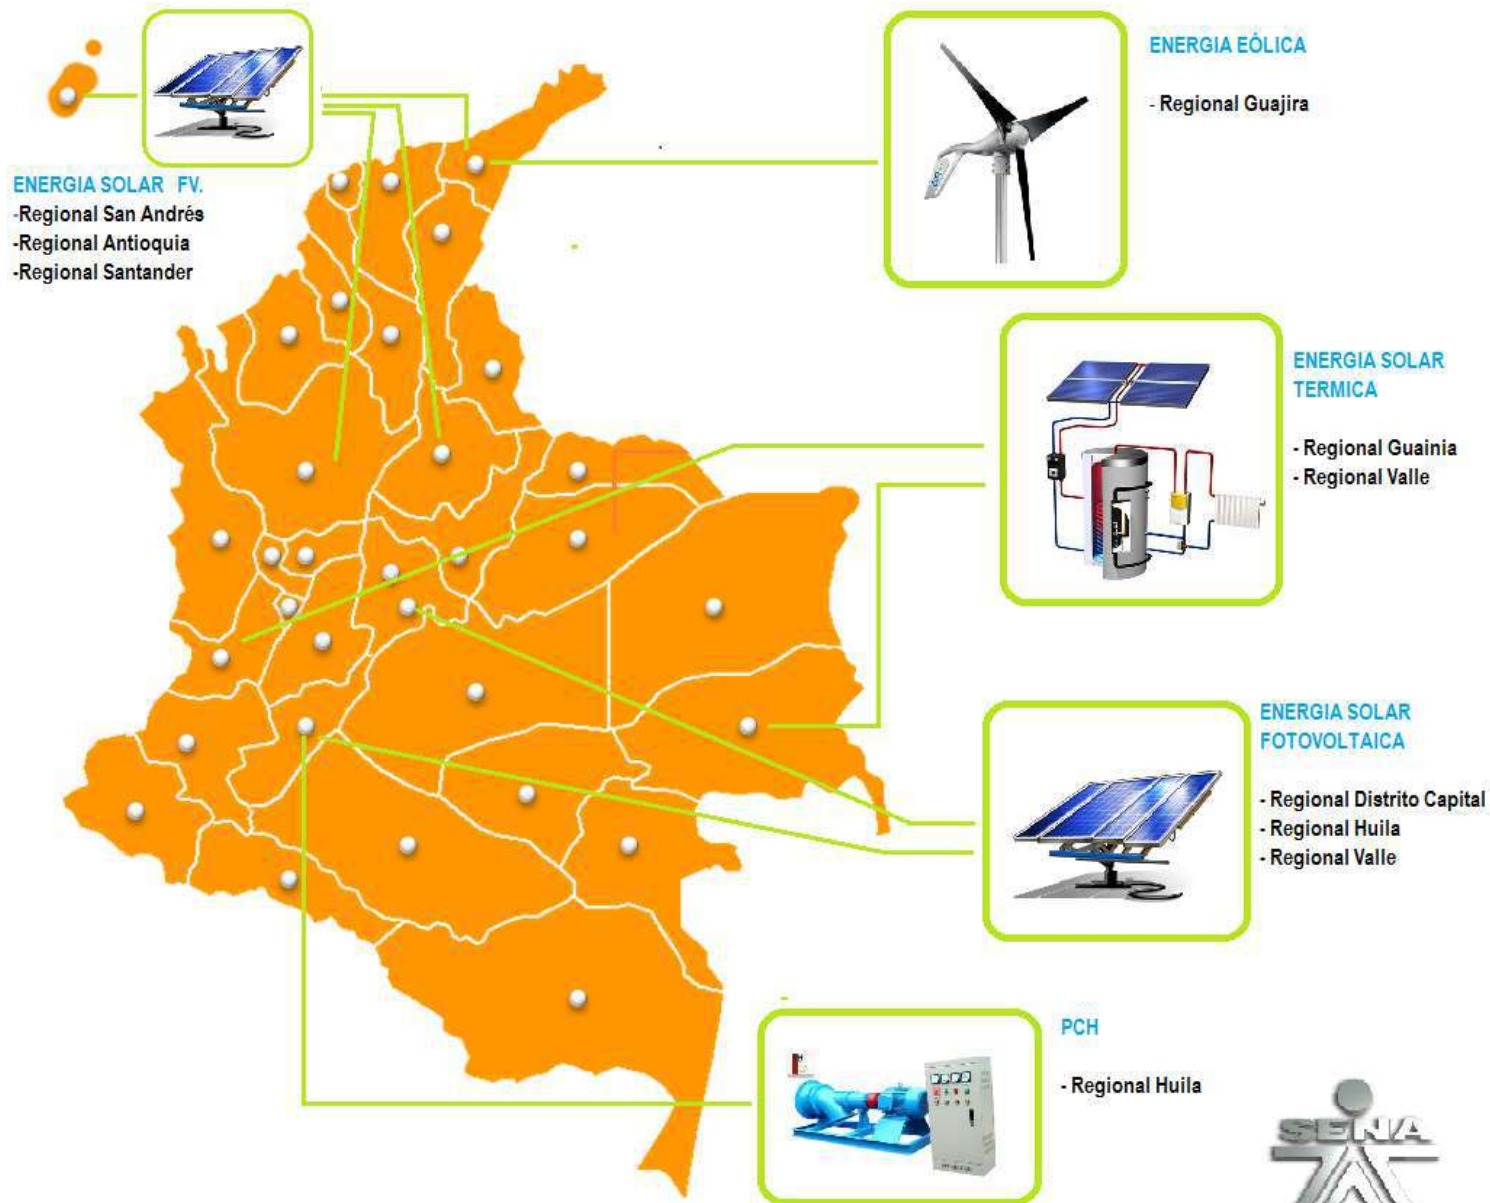 ENERGIA SOLAR FV.
-Regional San Andrés
-Regional Antioquia
-Regional Santander
ENERGIA EÓLICA
- Regional Guajira
ENERGIA SOLAR
TERMICA
- Regional Guainia
- Regional Valle
ENERGIA SOLAR
FOTOVOLTAICA
- Regional Distrito Capital
- Regional Huila
- Regional Valle
PCH
- Regional Huila
SENA